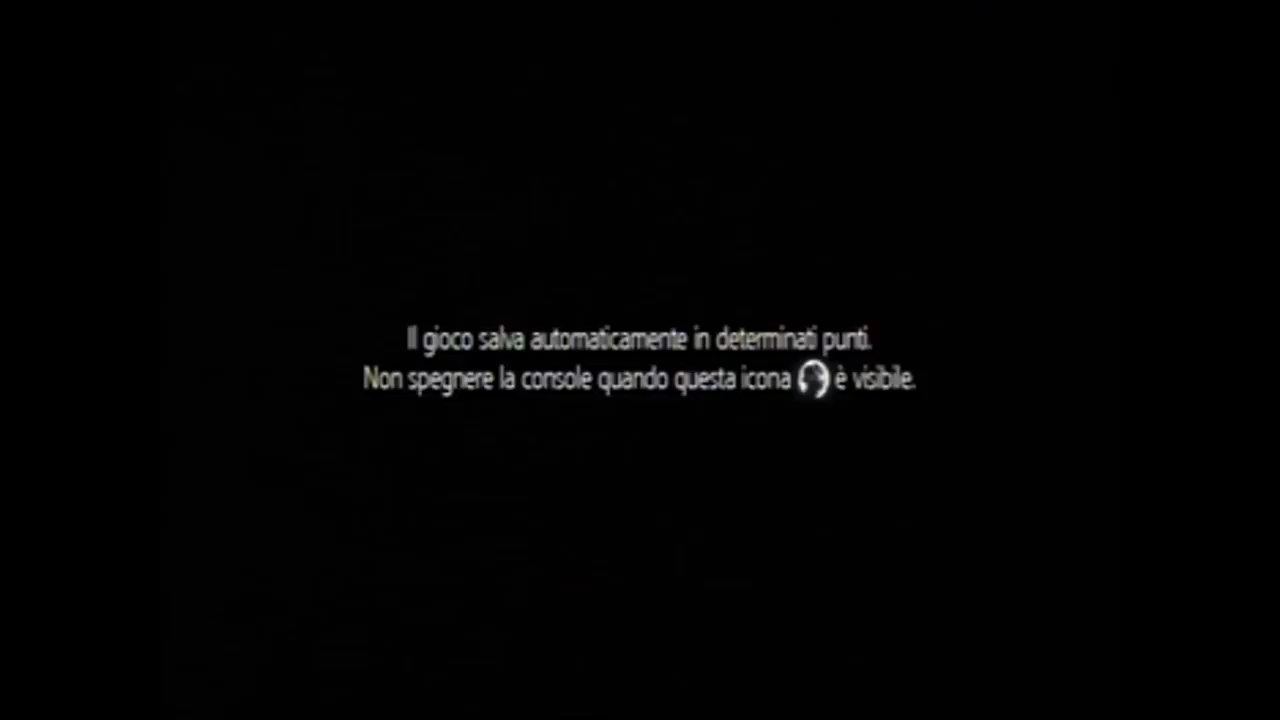 Il gioco salva automaticamente in determinati punti.
Non spegnere la console quando questa icona è visibile.